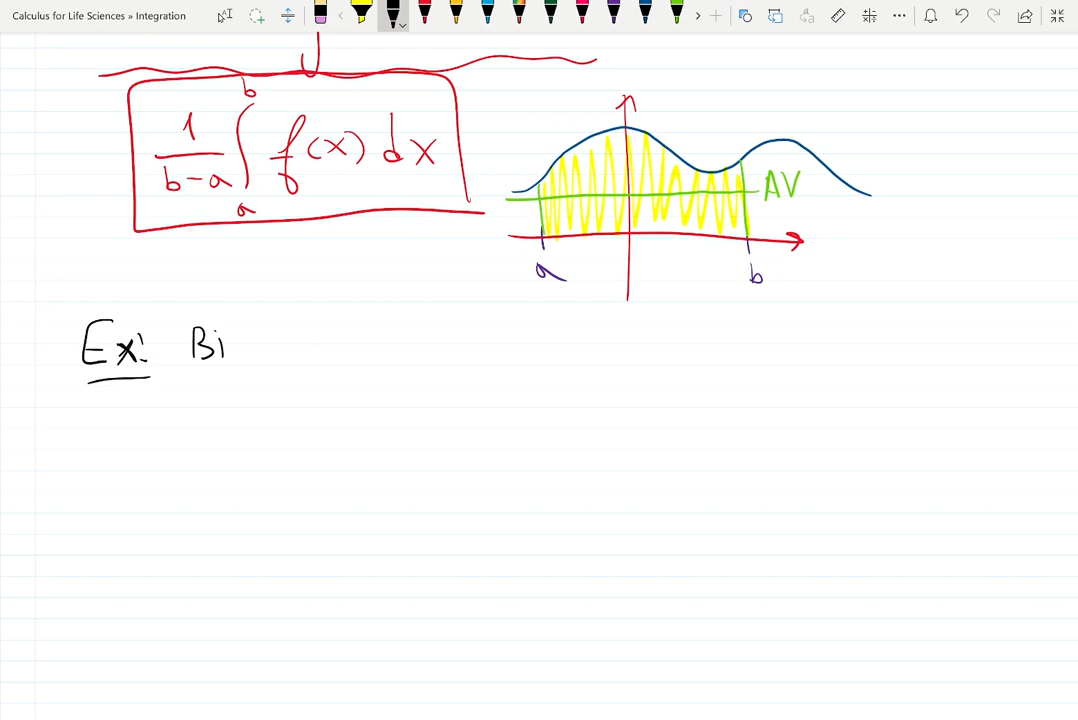 Calculus for Life Sciences » Integration
1/(b-a) ∫_a^b f(x) dx
AV
a b
Ex: Bi